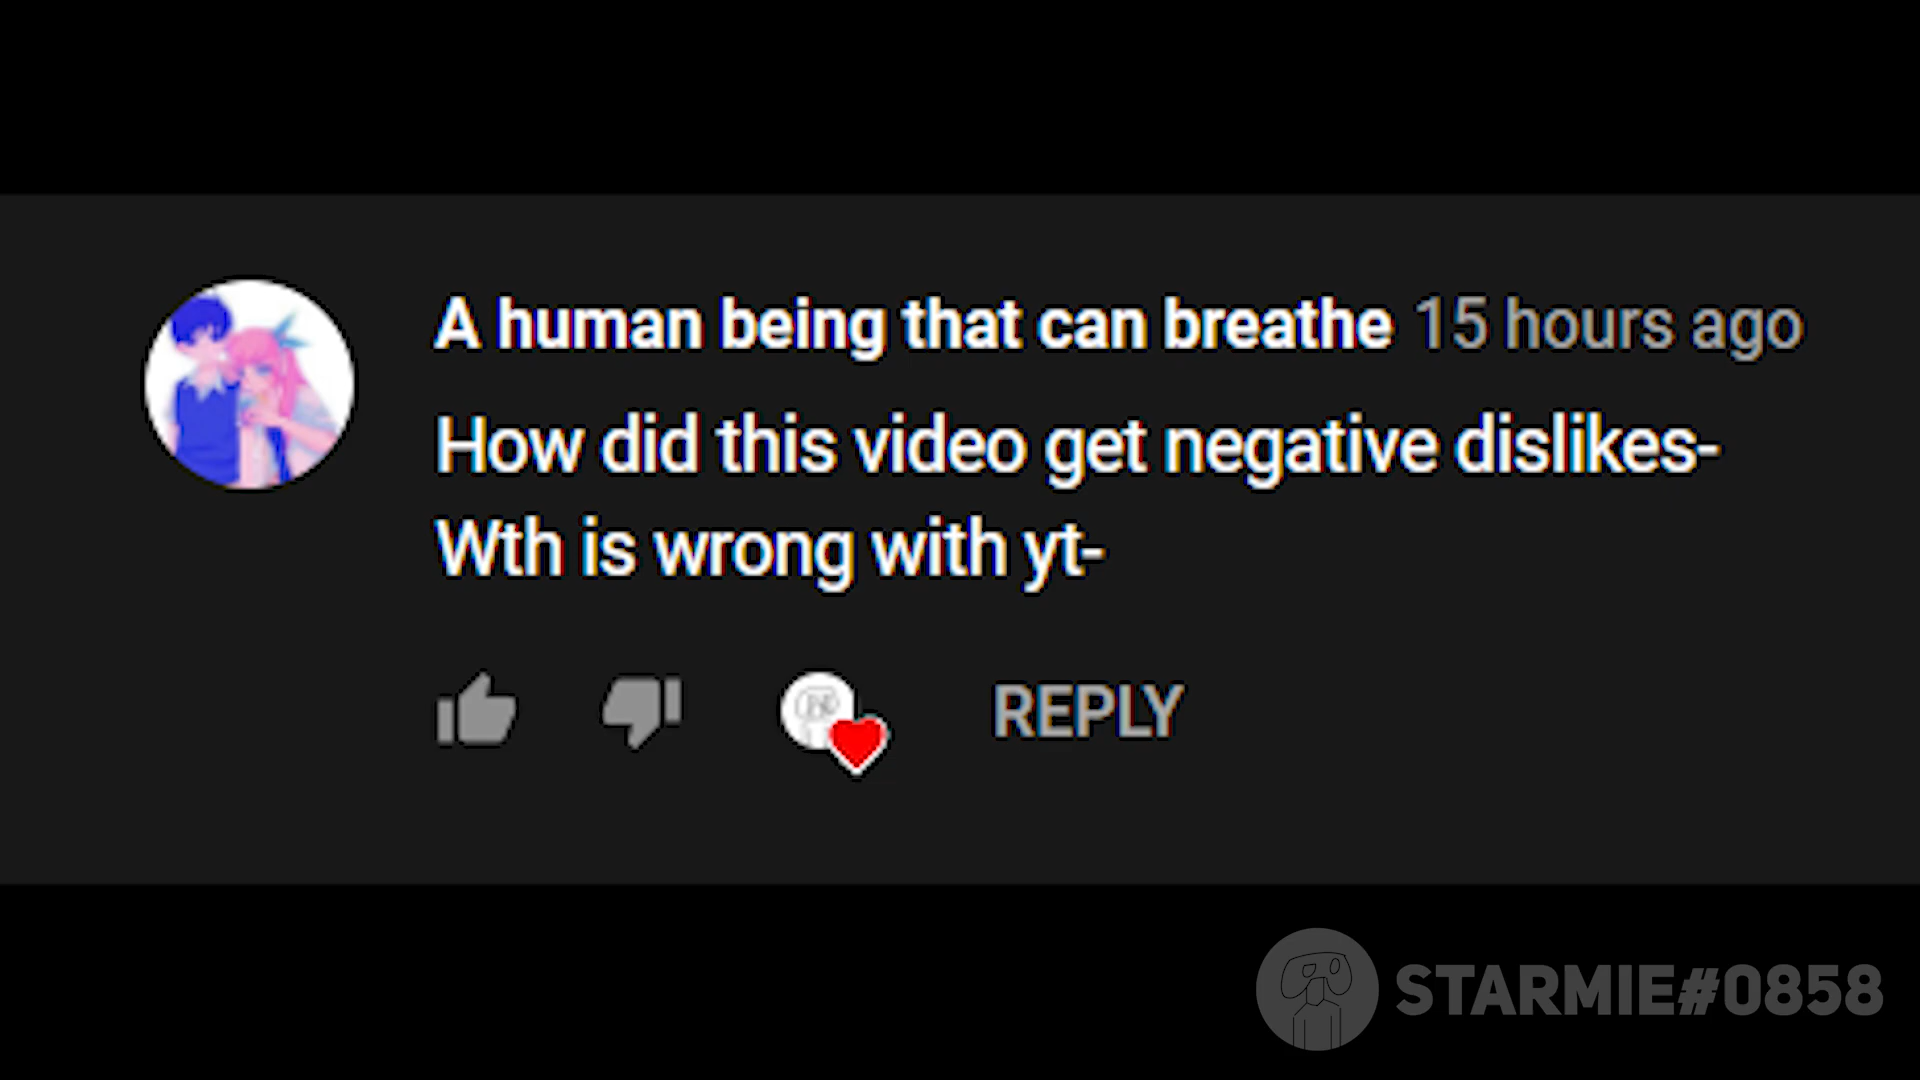 A human being that can breathe 15 hours ago
How did this video get negative dislikes-
Wth is wrong with yt-
REPLY
STARMIE#0858